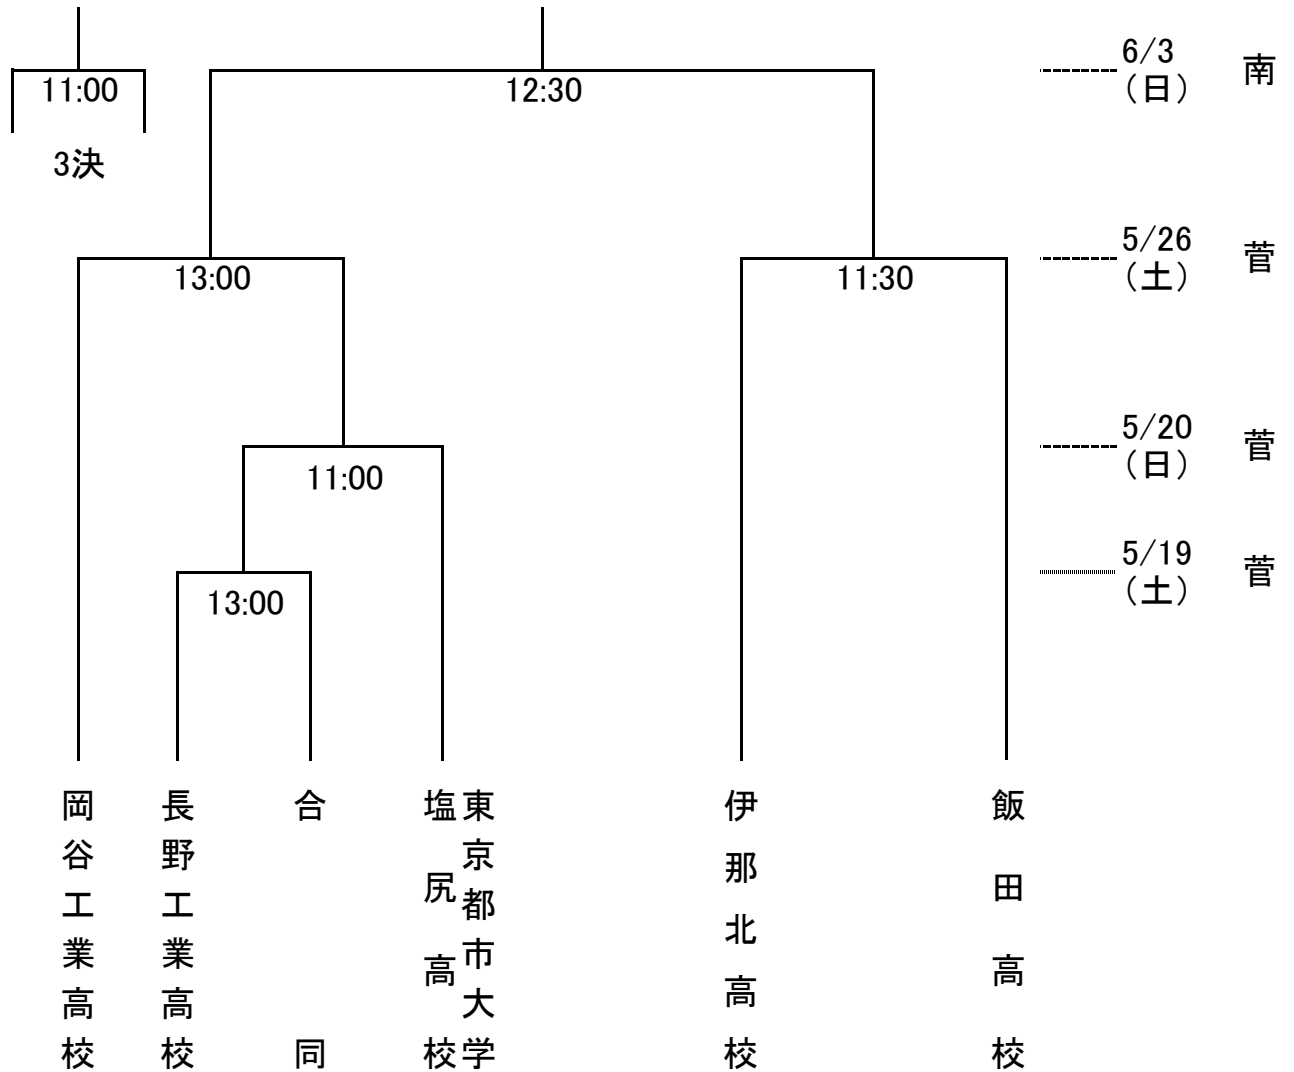 11:00
12:30
6/3
（日）
南
3決
13:00
11:30
5/26
（土）
菅
11:00
5/20
（日）
菅
13:00
5/19
（土）
菅
岡谷工業高校
長野工業高校
合同
東京都市大学
塩尻高校
伊那北高校
飯田高校